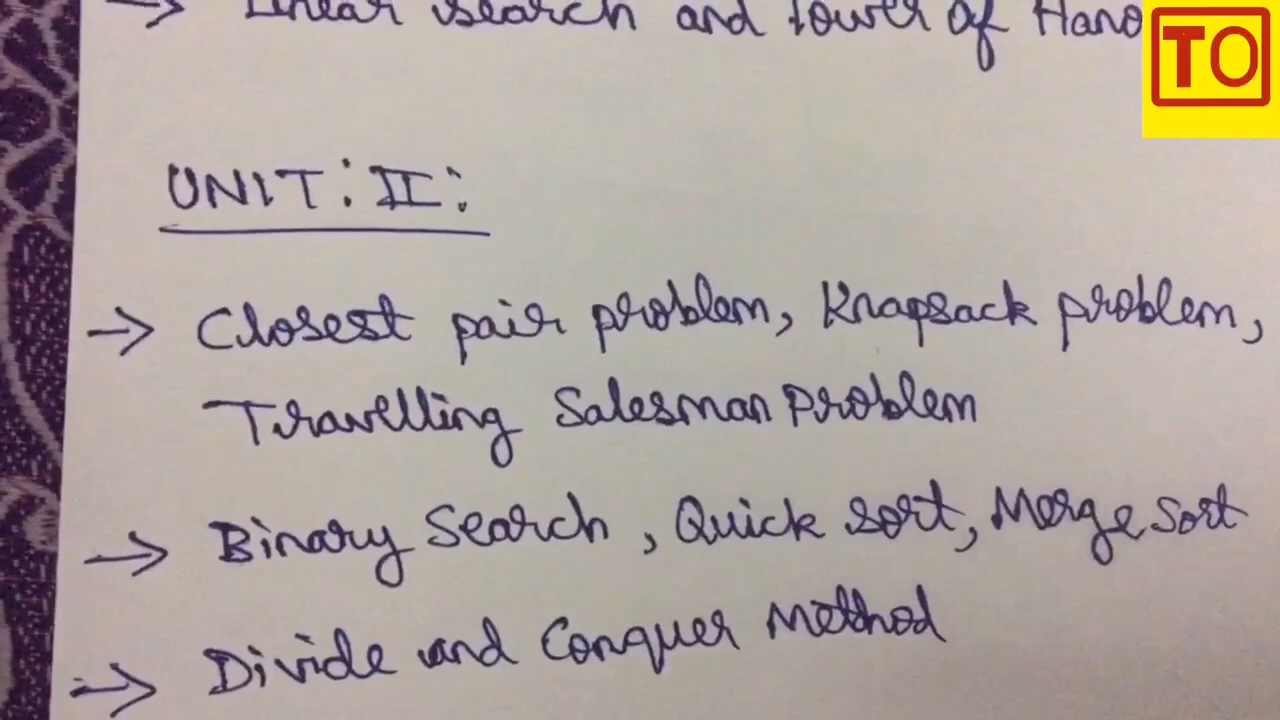 → Linear search and tower of Hano
TO
UNIT: II:
→ Closest pair problem, Knapsack problem,
Travelling Salesman Problem
→ Binary Search, Quick sort, Merge Sort
→ Divide and Conquer Method